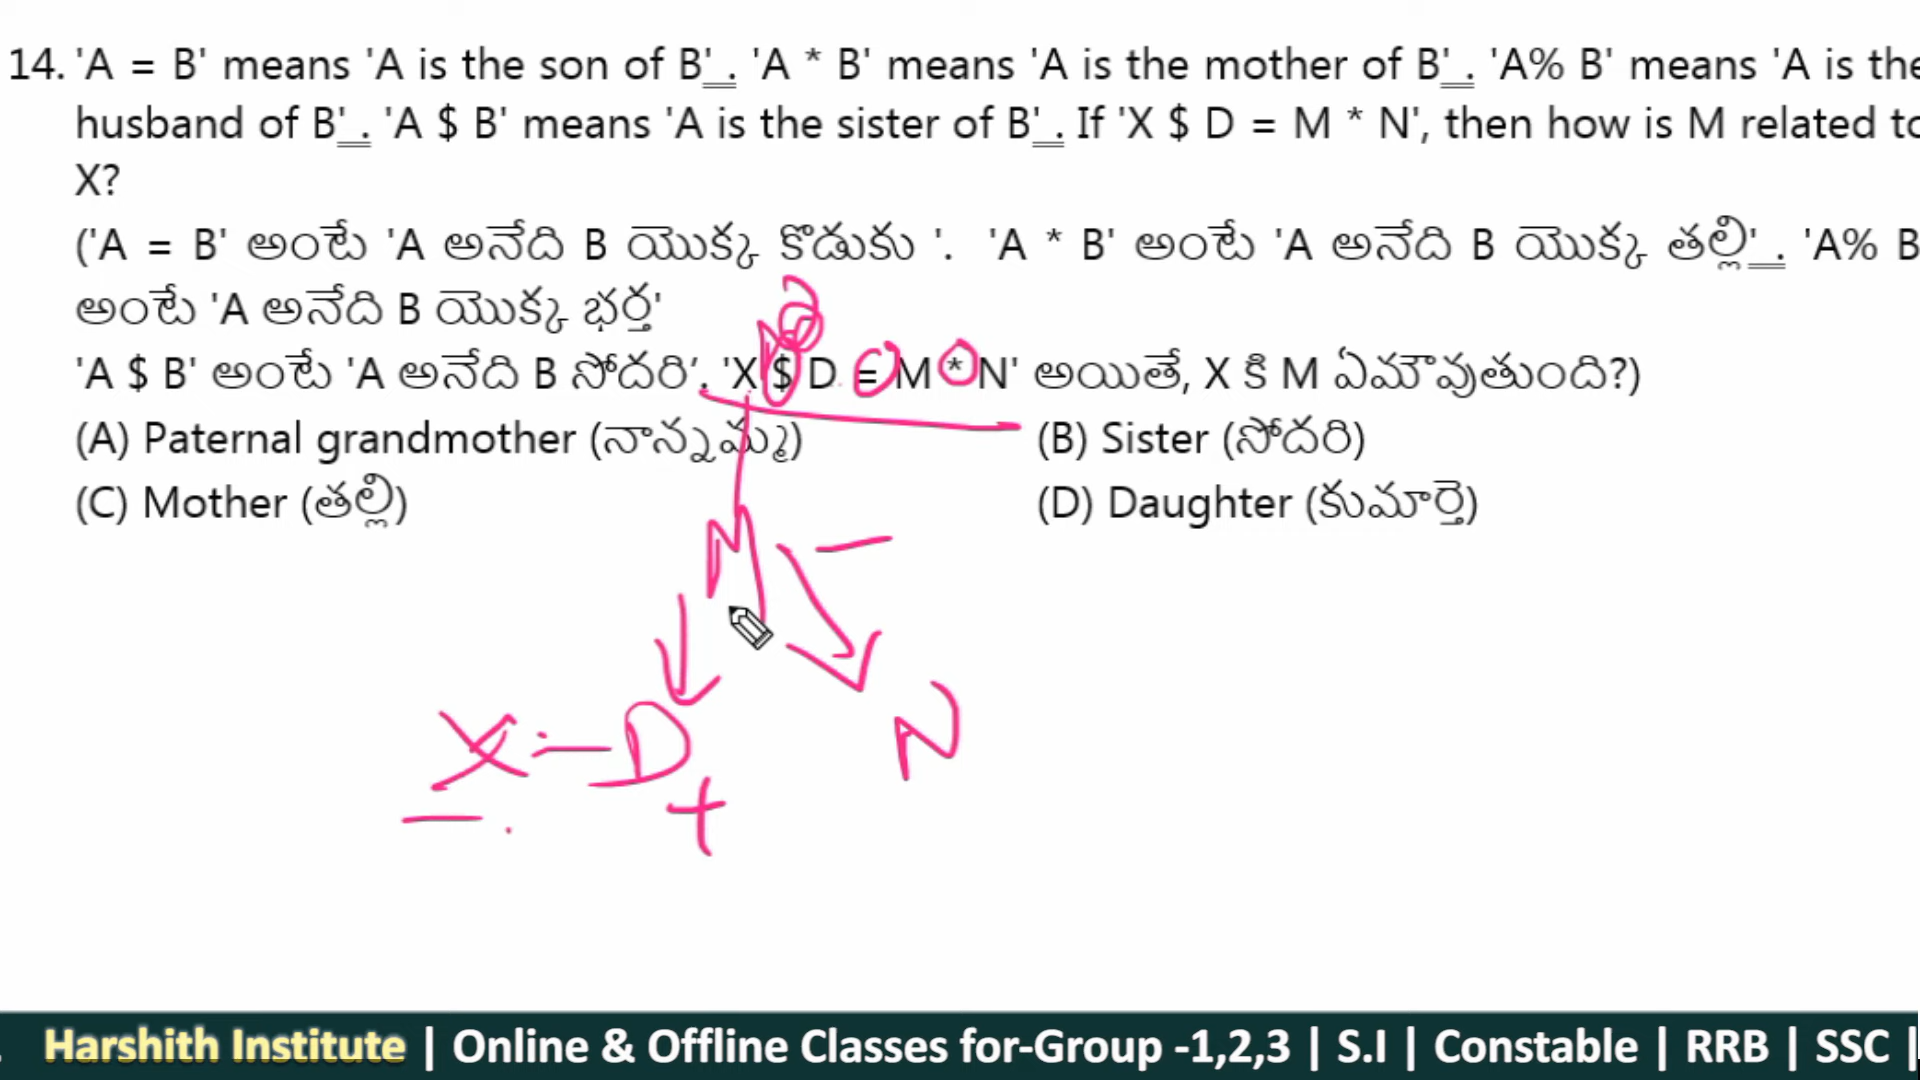 14. 'A = B' means 'A is the son of B'_. 'A * B' means 'A is the mother of B'_. 'A% B' means 'A is the
husband of B'_. 'A $ B' means 'A is the sister of B'_. If 'X $ D = M * N', then how is M related to
X?
('A = B' అంటే 'A అనేది B యొక్క కొడుకు '. 'A * B' అంటే 'A అనేది B యొక్క తల్లి'_. 'A% B
అంటే 'A అనేది B యొక్క భర్త'
'A $ B' అంటే 'A అనేది B సోదరి'. 'X $ D = M * N' అయితే, X కి M ఏమౌవుతుంది?)
(A) Paternal grandmother (నాన్నమ్మ) (B) Sister (సోదరి)
(C) Mother (తల్లి) (D) Daughter (కుమార్తె)
M −
X − D N
− +
Harshith Institute | Online & Offline Classes for-Group -1,2,3 | S.I | Constable | RRB | SSC |